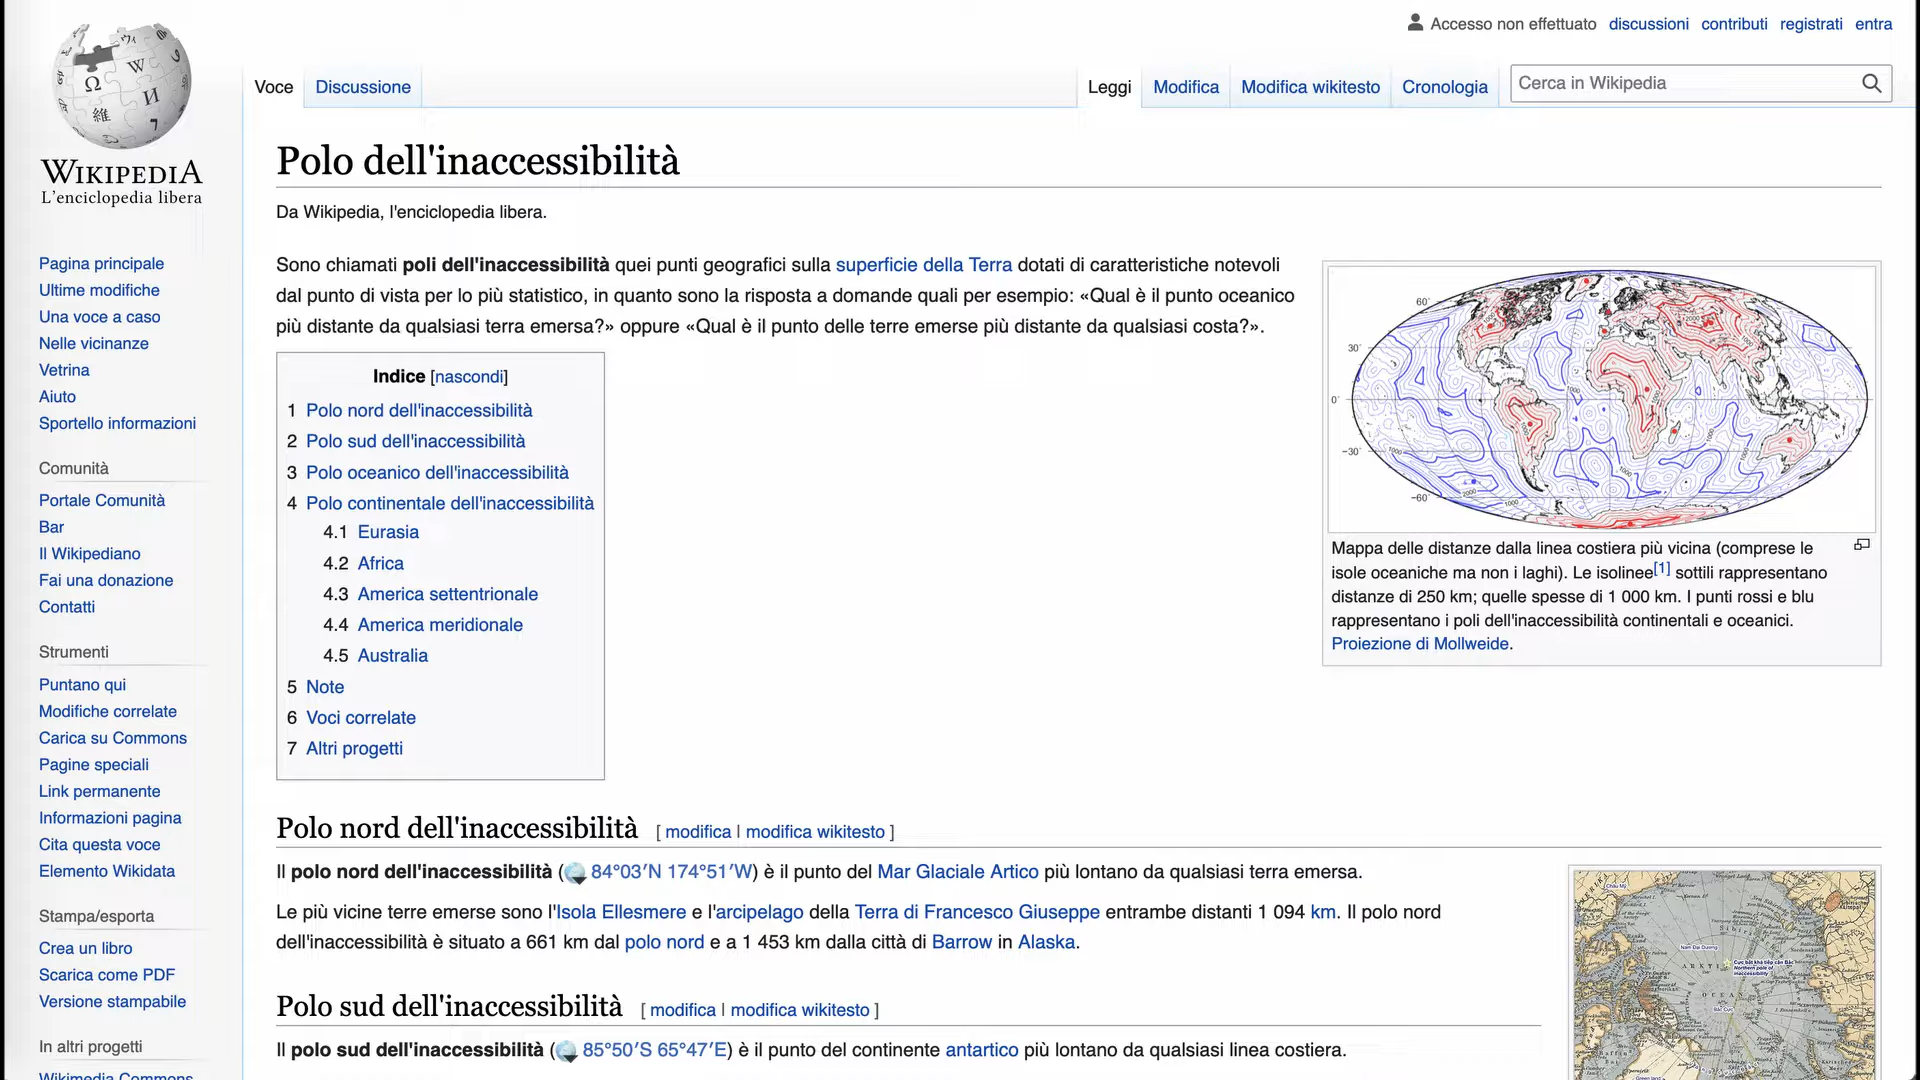 Accesso non effettuato discussioni contributi registrati entra
Voce Discussione Leggi Modifica Modifica wikitesto Cronologia Cerca in Wikipedia
WIKIPEDIA
L'enciclopedia libera
Pagina principale
Ultime modifiche
Una voce a caso
Nelle vicinanze
Vetrina
Aiuto
Sportello informazioni
Comunità
Portale Comunità
Bar
Il Wikipediano
Fai una donazione
Contatti
Strumenti
Puntano qui
Modifiche correlate
Carica su Commons
Pagine speciali
Link permanente
Informazioni pagina
Cita questa voce
Elemento Wikidata
Stampa/esporta
Crea un libro
Scarica come PDF
Versione stampabile
In altri progetti
Wikimedia Commons
Polo dell'inaccessibilità
Da Wikipedia, l'enciclopedia libera.
Sono chiamati poli dell'inaccessibilità quei punti geografici sulla superficie della Terra dotati di caratteristiche notevoli
dal punto di vista per lo più statistico, in quanto sono la risposta a domande quali per esempio: «Qual è il punto oceanico
più distante da qualsiasi terra emersa?» oppure «Qual è il punto delle terre emerse più distante da qualsiasi costa?».
Indice [nascondi]
1 Polo nord dell'inaccessibilità
2 Polo sud dell'inaccessibilità
3 Polo oceanico dell'inaccessibilità
4 Polo continentale dell'inaccessibilità
4.1 Eurasia
4.2 Africa
4.3 America settentrionale
4.4 America meridionale
4.5 Australia
5 Note
6 Voci correlate
7 Altri progetti
60°
30°
0°
−30°
−60°
Mappa delle distanze dalla linea costiera più vicina (comprese le
isole oceaniche ma non i laghi). Le isolinee[1] sottili rappresentano
distanze di 250 km; quelle spesse di 1 000 km. I punti rossi e blu
rappresentano i poli dell'inaccessibilità continentali e oceanici.
Proiezione di Mollweide.
Polo nord dell'inaccessibilità [ modifica | modifica wikitesto ]
Il polo nord dell'inaccessibilità (84°03′N 174°51′W) è il punto del Mar Glaciale Artico più lontano da qualsiasi terra emersa.
Le più vicine terre emerse sono l'Isola Ellesmere e l'arcipelago della Terra di Francesco Giuseppe entrambe distanti 1 094 km. Il polo nord
dell'inaccessibilità è situato a 661 km dal polo nord e a 1 453 km dalla città di Barrow in Alaska.
Polo sud dell'inaccessibilità [ modifica | modifica wikitesto ]
Il polo sud dell'inaccessibilità (85°50′S 65°47′E) è il punto del continente antartico più lontano da qualsiasi linea costiera.
Northern pole of
inaccessibility